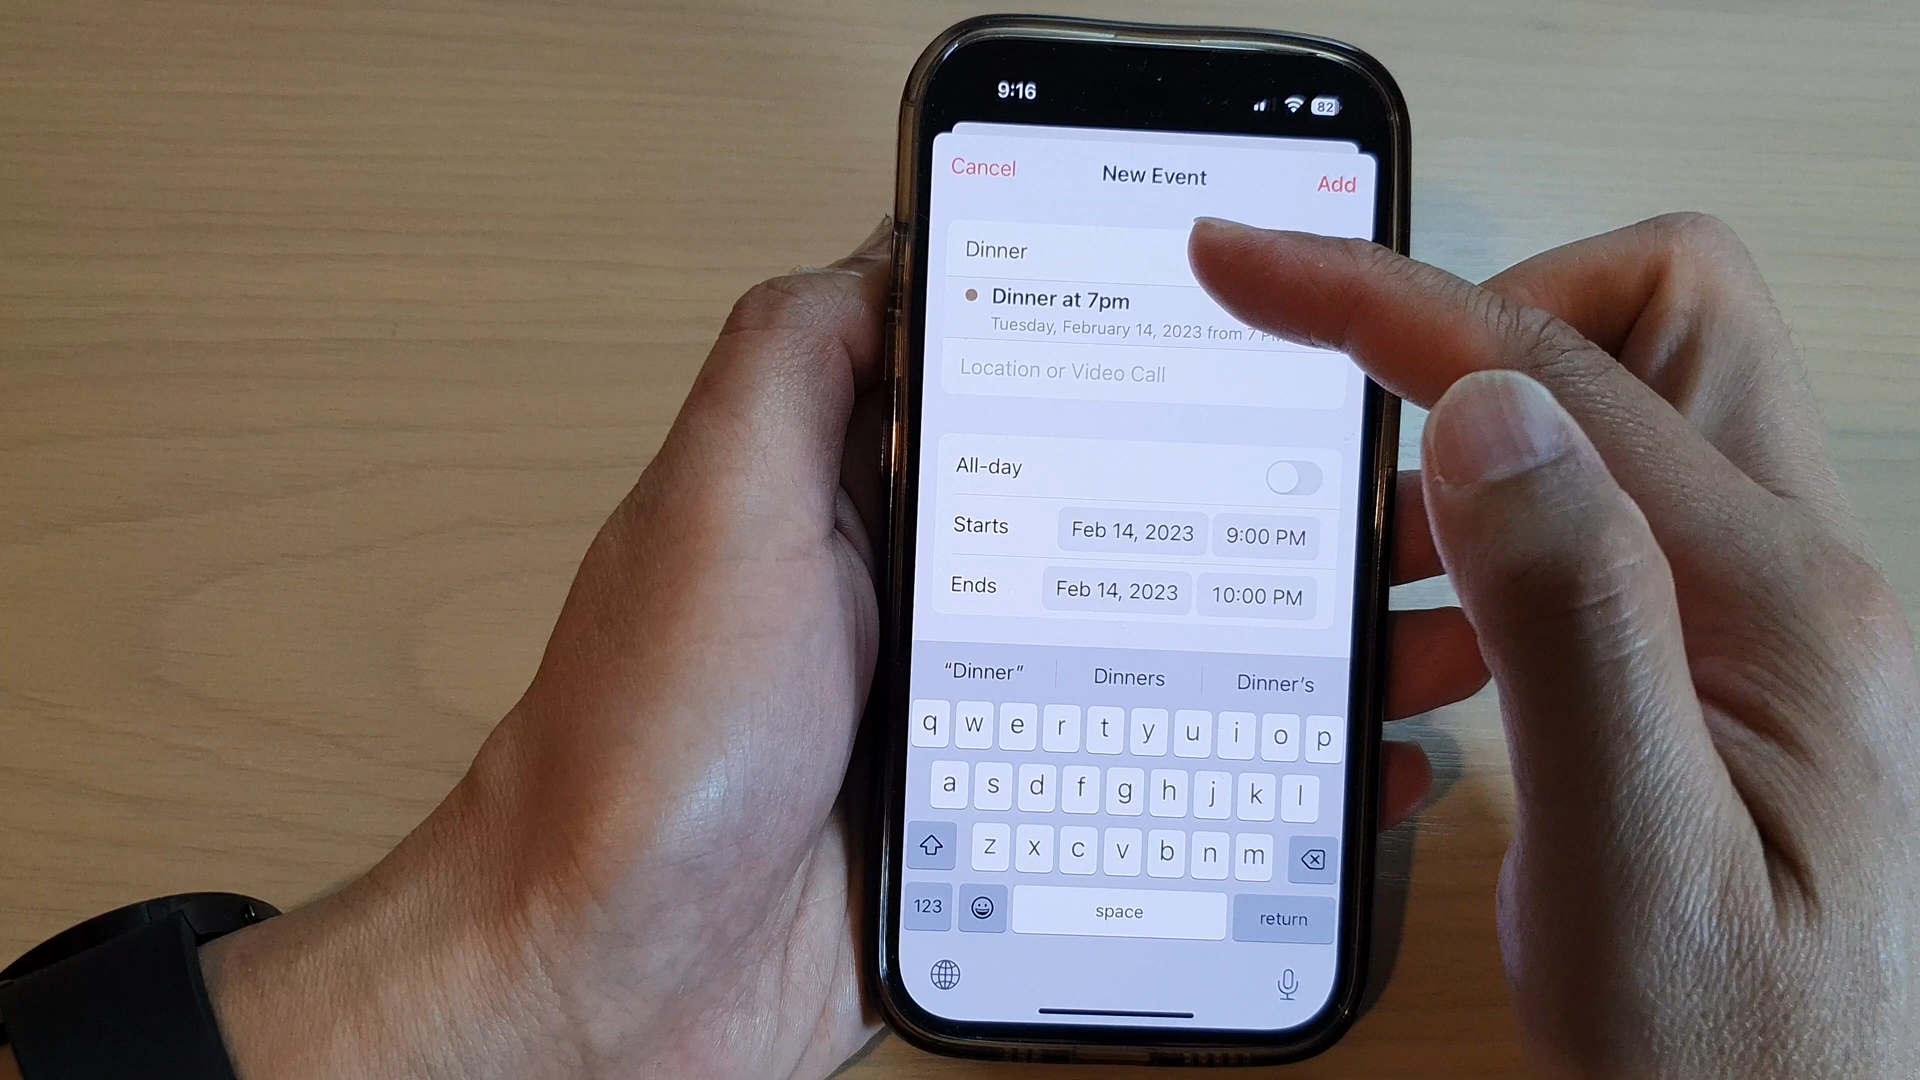 9:16
82
Cancel New Event Add
Dinner
Dinner at 7pm
Tuesday, February 14, 2023 from 7 PM
Location or Video Call
All-day
Starts Feb 14, 2023 9:00 PM
Ends Feb 14, 2023 10:00 PM
“Dinner” Dinners Dinner’s
q w e r t y u i o p
a s d f g h j k l
z x c v b n m
123 space return